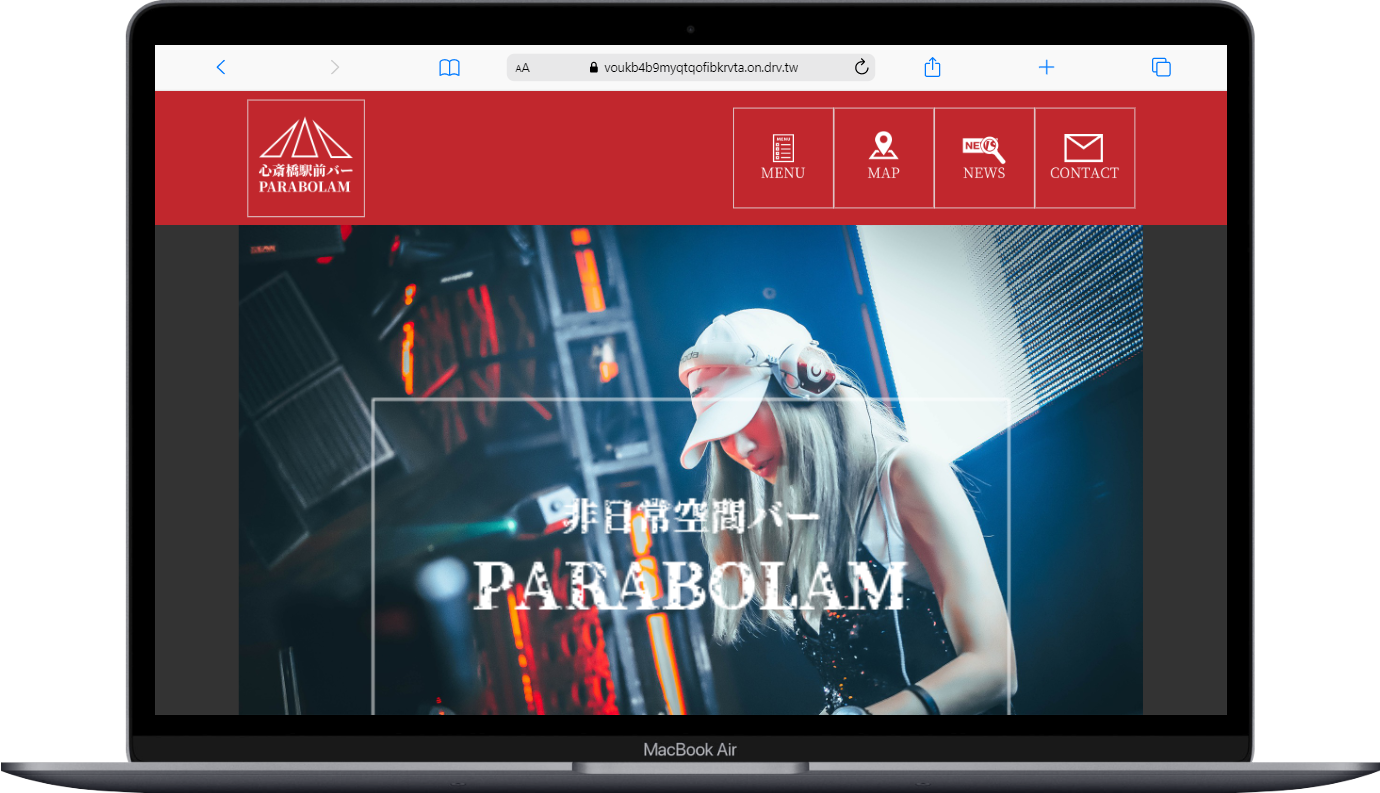 AA
voukb4b9myqtqofibkrvta.on.drv.tw
心斎橋駅前バー
PARABOLAM
MENU
MENU
MAP
NEWS
CONTACT
非日常空間バー
PARABOLAM
MacBook Air